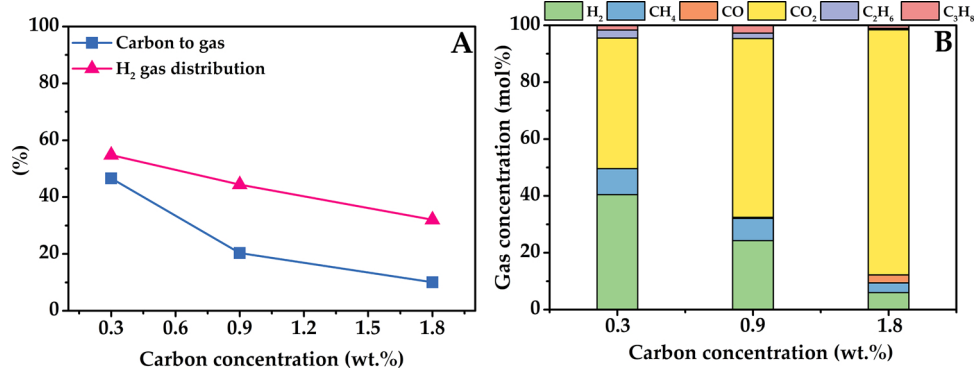 A
Carbon to gas
H₂ gas distribution
(%)
100
80
60
40
20
0
0.3 0.6 0.9 1.2 1.5 1.8
Carbon concentration (wt.%)
H₂ CH₄ CO CO₂ C₂H₆ C₃H₈
B
Gas concentration (mol%)
100
80
60
40
20
0
0.3 0.9 1.8
Carbon concentration (wt.%)